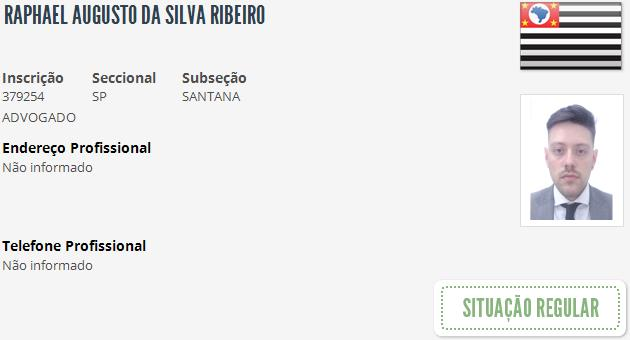 RAPHAEL AUGUSTO DA SILVA RIBEIRO
Inscrição Seccional Subseção
379254 SP SANTANA
ADVOGADO
Endereço Profissional
Não informado
Telefone Profissional
Não informado
SITUAÇÃO REGULAR